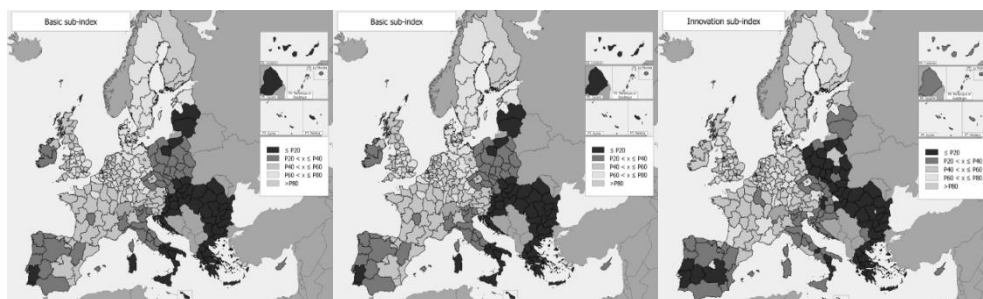 Basic sub-index
≤ P20
P20 < x ≤ P40
P40 < x ≤ P60
P60 < x ≤ P80
>P80
Basic sub-index
≤ P20
P20 < x ≤ P40
P40 < x ≤ P60
P60 < x ≤ P80
>P80
Innovation sub-index
≤ P20
P20 < x ≤ P40
P40 < x ≤ P60
P60 < x ≤ P80
>P80